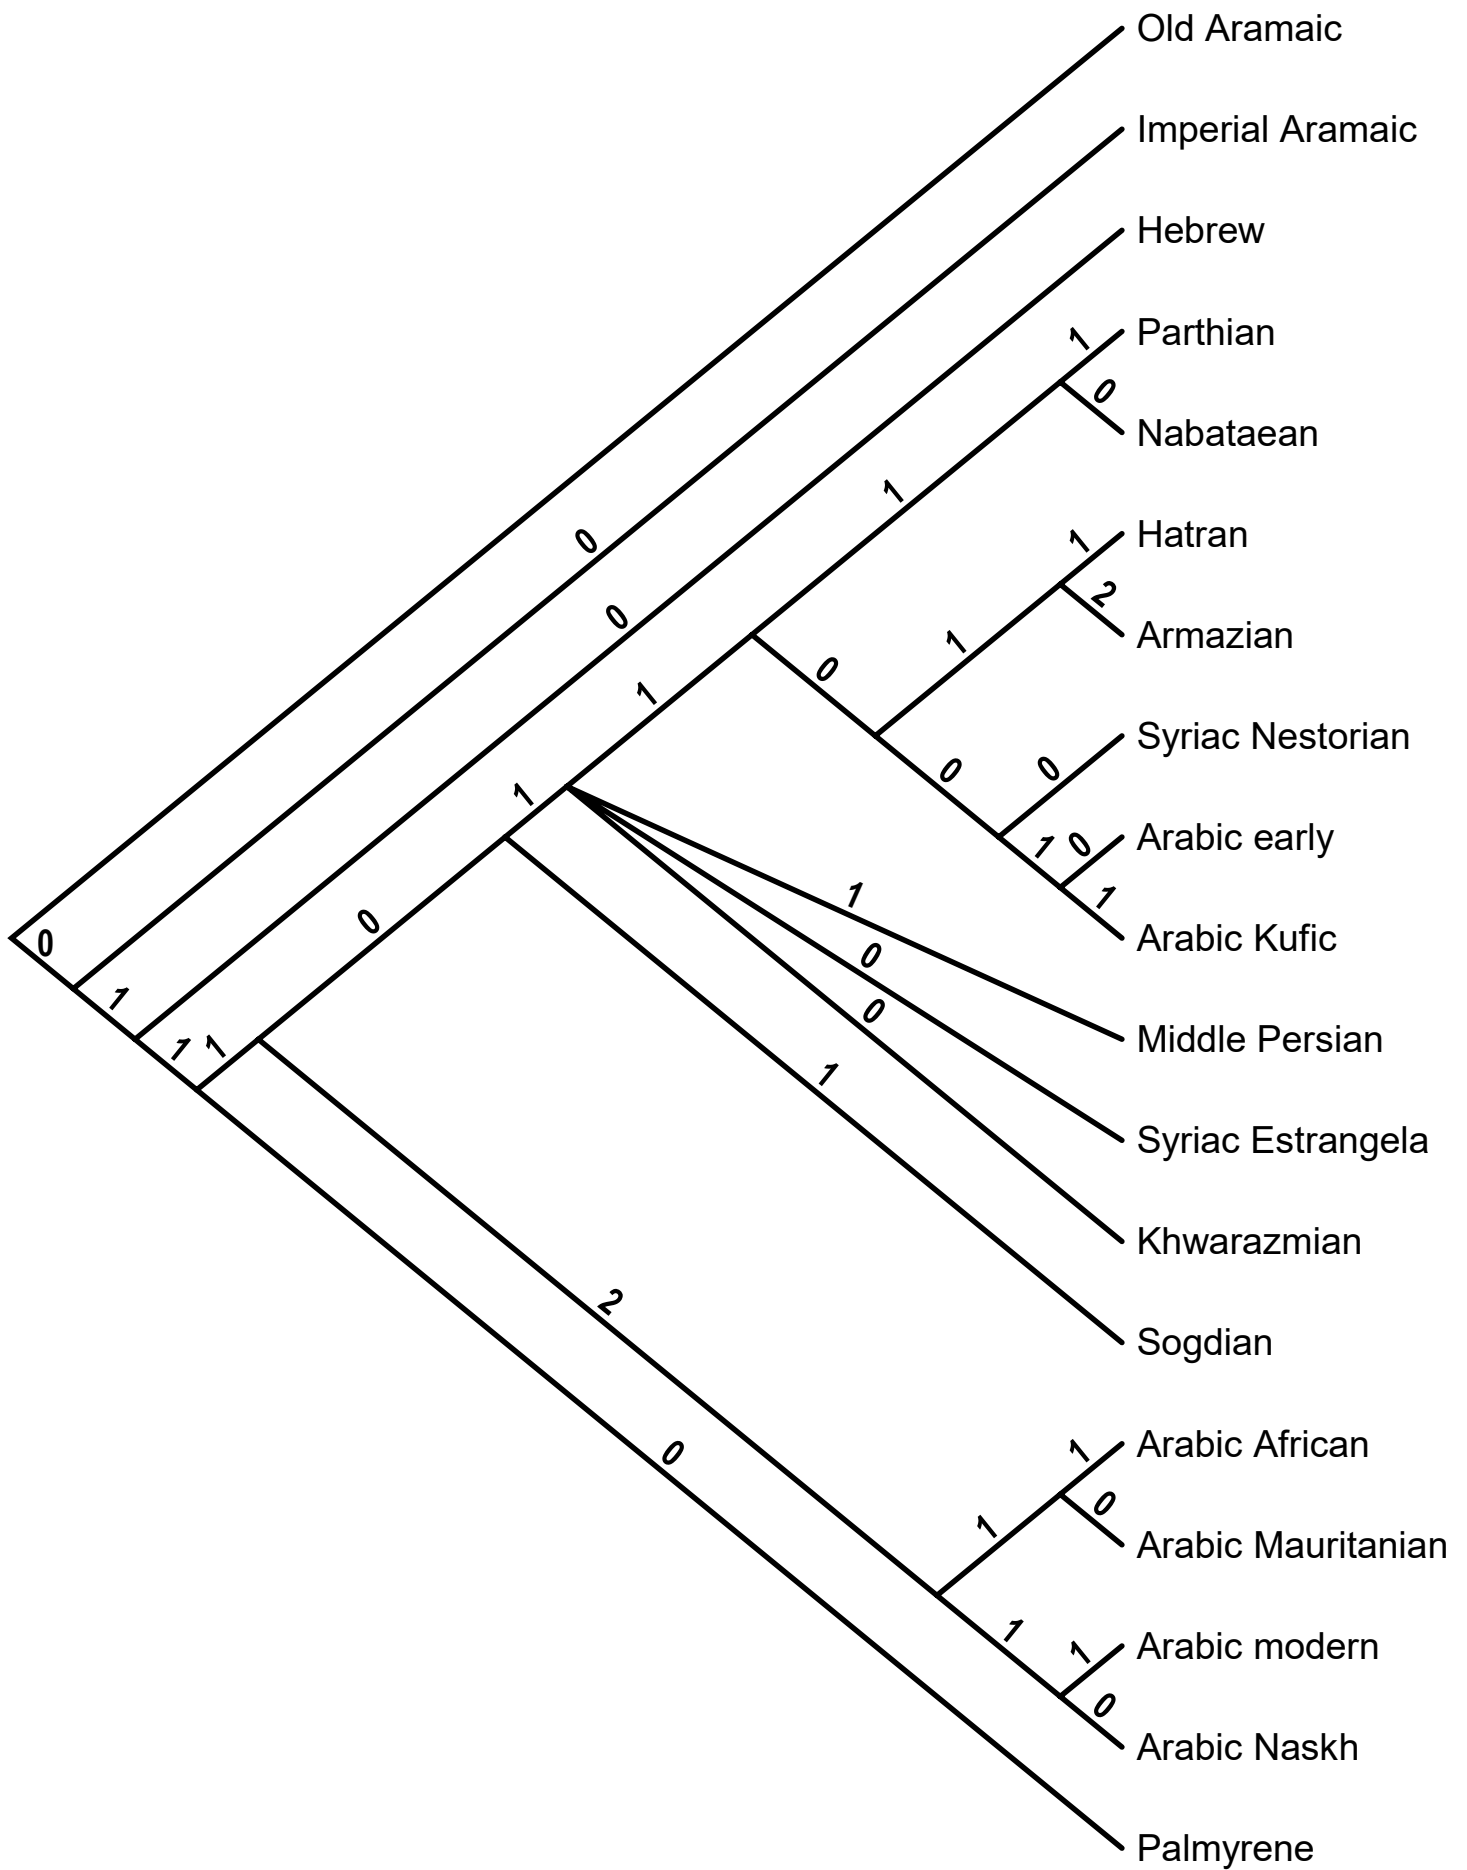 Old Aramaic
Imperial Aramaic
Hebrew
1 Parthian
0
Nabataean
1
0
1 Hatran
2
0
Armazian
1
0
1
Syriac Nestorian
0 0
1
Arabic early
1 0
1
0
Arabic Kufic
0
1
0
1
0
Middle Persian
1 1
1
Syriac Estrangela
Khwarazmian
2
Sogdian
1 Arabic African
0
0
1
Arabic Mauritanian
1
1 Arabic modern
0
Arabic Naskh
Palmyrene